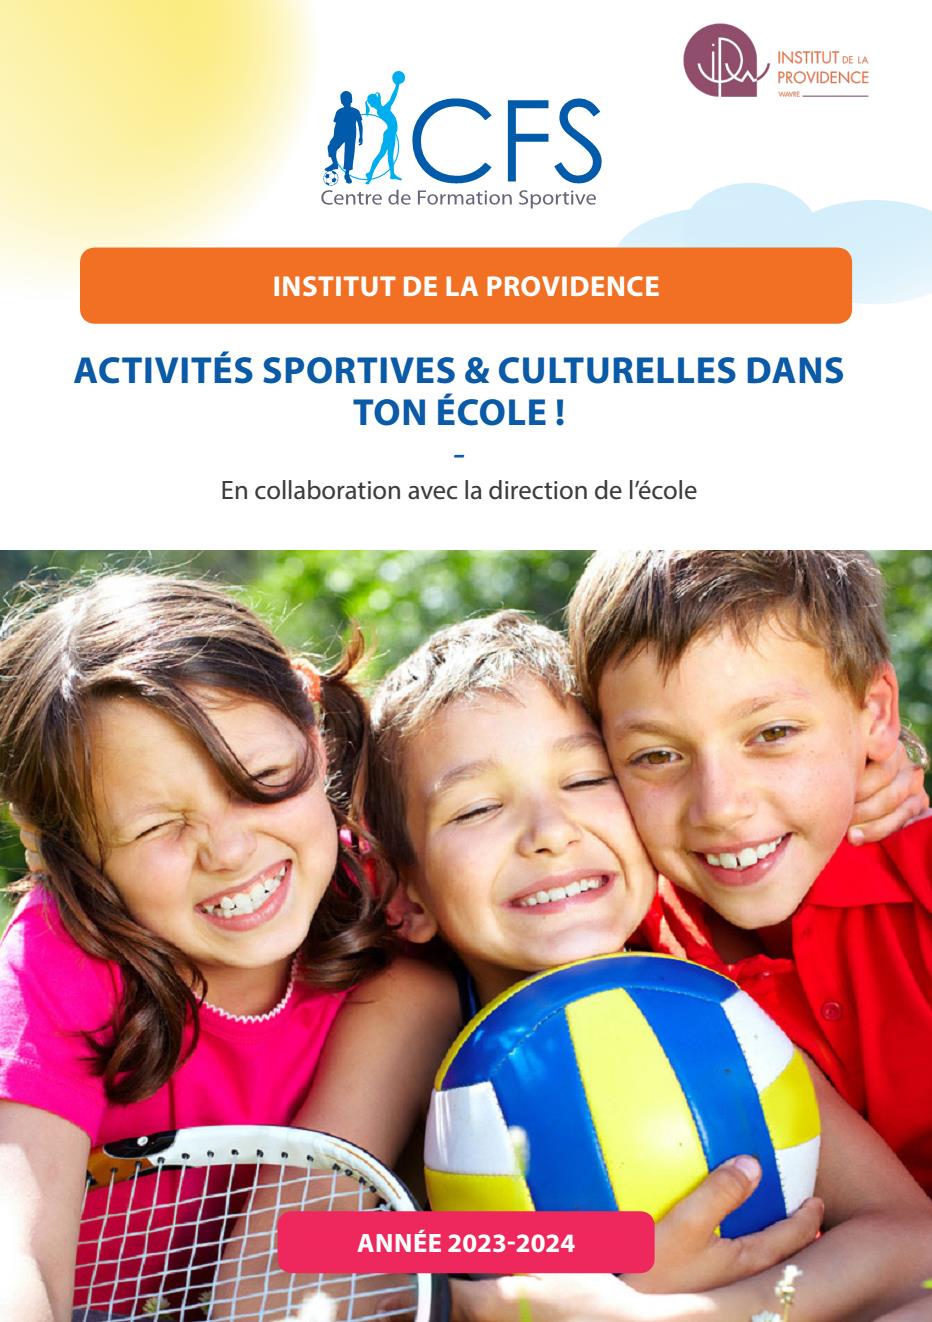 INSTITUT DE LA
PROVIDENCE
WAVRE
CFS
Centre de Formation Sportive
INSTITUT DE LA PROVIDENCE
ACTIVITÉS SPORTIVES & CULTURELLES DANS
TON ÉCOLE !
-
En collaboration avec la direction de l'école
ANNÉE 2023-2024